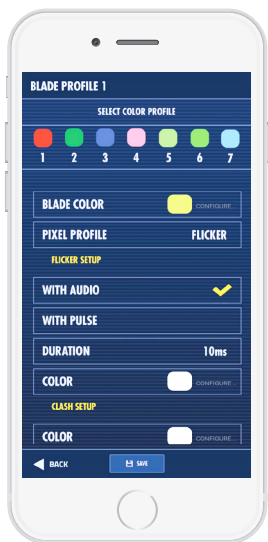 BLADE PROFILE 1
SELECT COLOR PROFILE
1 2 3 4 5 6 7
BLADE COLOR CONFIGURE...
PIXEL PROFILE FLICKER
FLICKER SETUP
WITH AUDIO
WITH PULSE
DURATION 10ms
COLOR CONFIGURE...
CLASH SETUP
COLOR CONFIGURE...
BACK SAVE